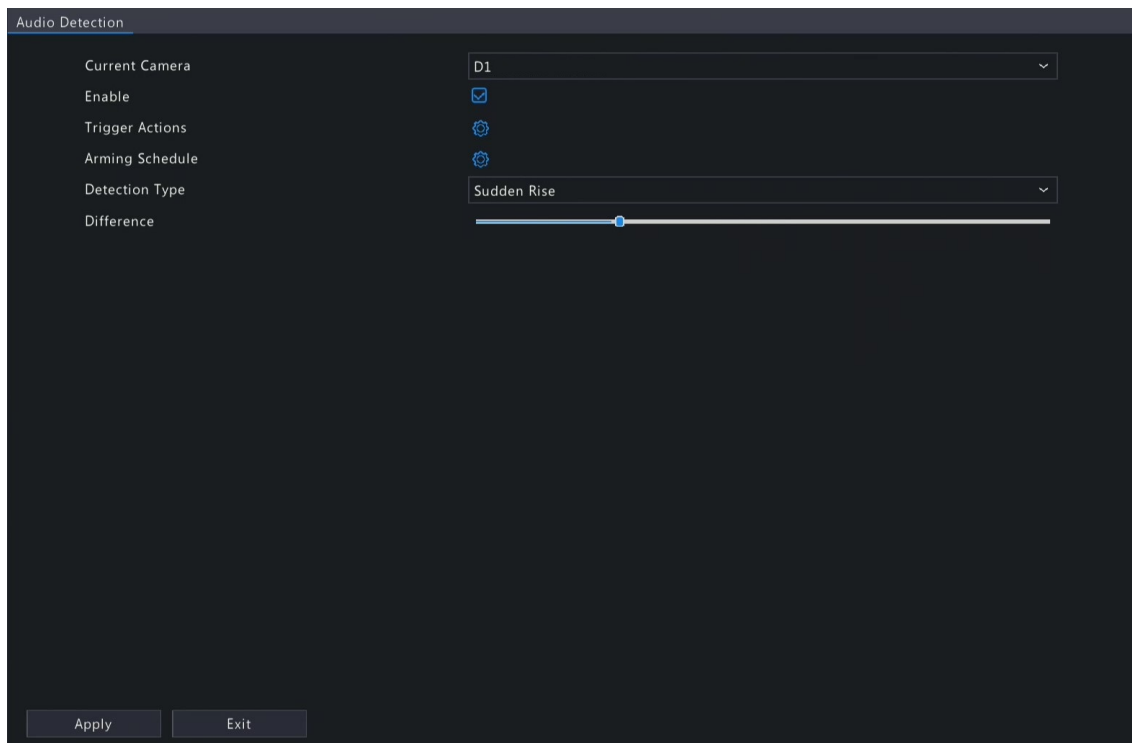 Audio Detection
Current Camera D1
Enable
Trigger Actions
Arming Schedule
Detection Type Sudden Rise
Difference
Apply Exit